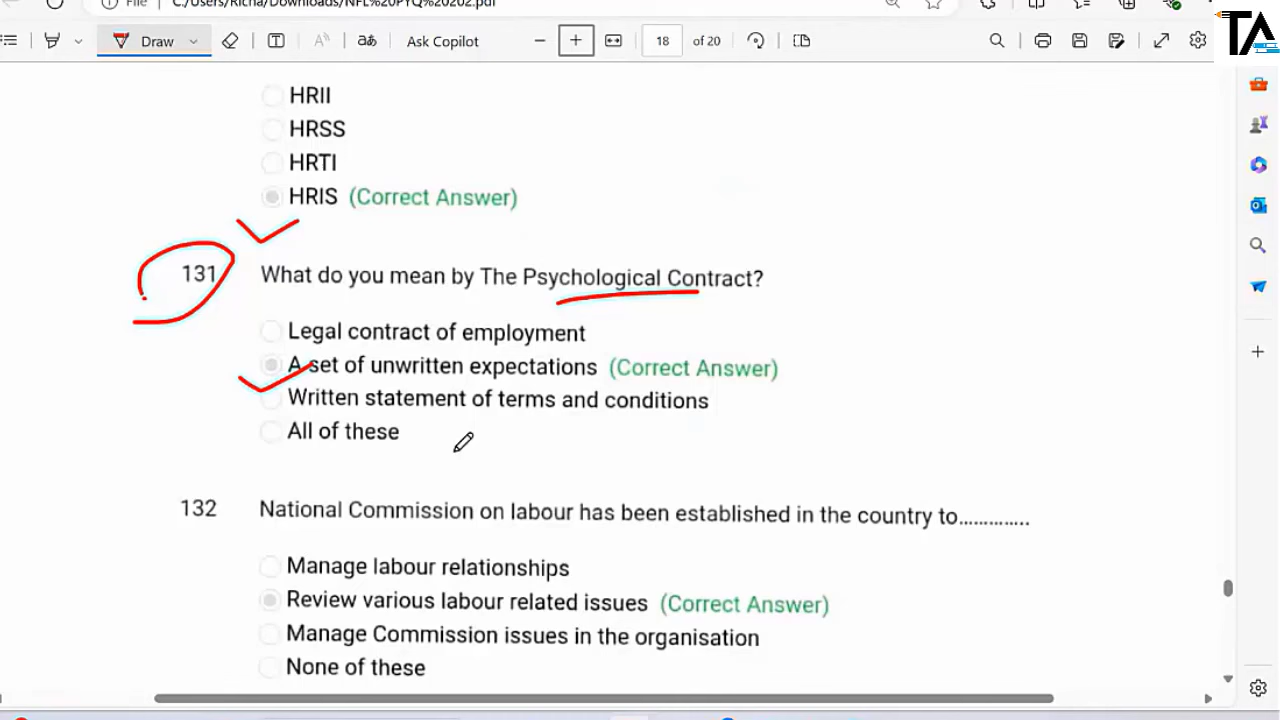 File C:/Users/Richa/Downloads/NFL%20PYQ%20202.pdf
Draw Ask Copilot 18 of 20
TA
HRII
HRSS
HRTI
HRIS (Correct Answer)
131 What do you mean by The Psychological Contract?
Legal contract of employment
A set of unwritten expectations (Correct Answer)
Written statement of terms and conditions
All of these
132 National Commission on labour has been established in the country to.............
Manage labour relationships
Review various labour related issues (Correct Answer)
Manage Commission issues in the organisation
None of these